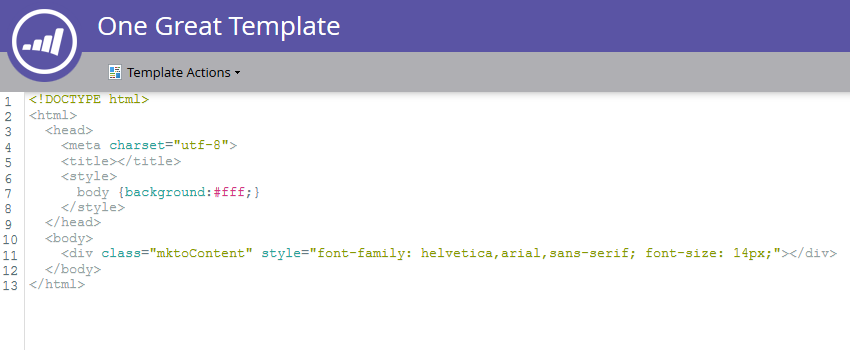 One Great Template
Template Actions
1 <!DOCTYPE html>
2 <html>
3 <head>
4 <meta charset="utf-8">
5 <title></title>
6 <style>
7 body {background:#fff;}
8 </style>
9 </head>
10 <body>
11 <div class="mktoContent" style="font-family: helvetica,arial,sans-serif; font-size: 14px;"></div>
12 </body>
13 </html>